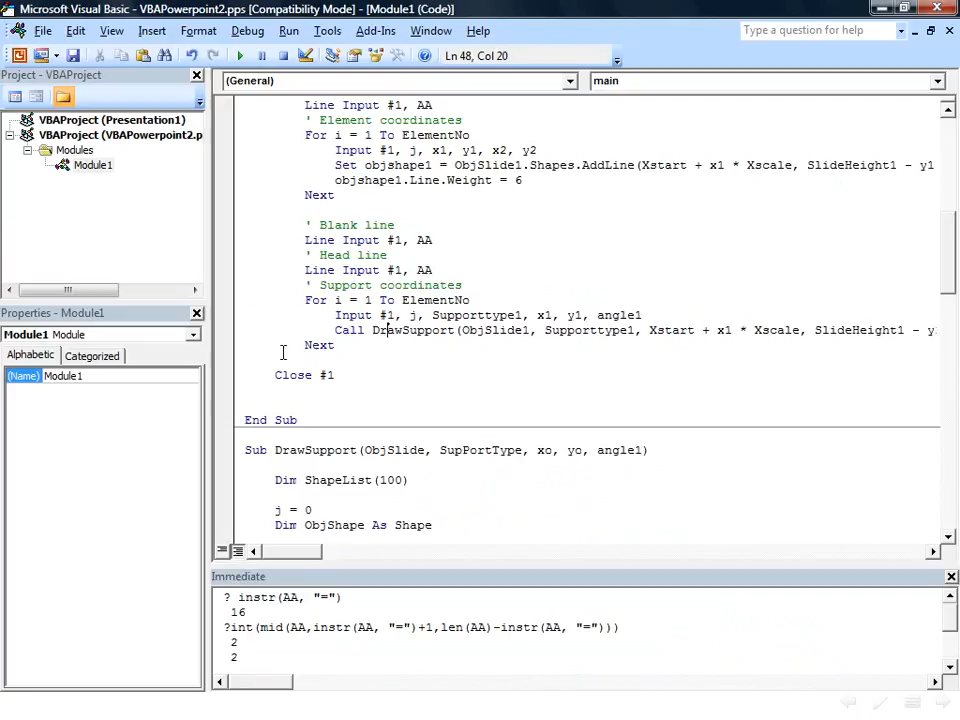 Microsoft Visual Basic - VBAPowerpoint2.pps [Compatibility Mode] - [Module1 (Code)]
File Edit View Insert Format Debug Run Tools Add-Ins Window Help
Type a question for help
Ln 48, Col 20
Project - VBAProject
VBAProject (Presentation1)
VBAProject (VBAPowerpoint2.p
Modules
Module1
Properties - Module1
Module1 Module
Alphabetic Categorized
(Name) Module1
(General) main
Line Input #1, AA
' Element coordinates
For i = 1 To ElementNo
Input #1, j, x1, y1, x2, y2
Set objshape1 = ObjSlide1.Shapes.AddLine(Xstart + x1 * Xscale, SlideHeight1 - y1
objshape1.Line.Weight = 6
Next
' Blank line
Line Input #1, AA
' Head line
Line Input #1, AA
' Support coordinates
For i = 1 To ElementNo
Input #1, j, Supporttype1, x1, y1, angle1
Call DrawSupport(ObjSlide1, Supporttype1, Xstart + x1 * Xscale, SlideHeight1 - y
Next
Close #1
End Sub
Sub DrawSupport(ObjSlide, SupPortType, xo, yo, angle1)
Dim ShapeList(100)
j = 0
Dim ObjShape As Shape
Immediate
? instr(AA, "=")
16
?int(mid(AA,instr(AA, "=")+1,len(AA)-instr(AA, "=")))
2
2